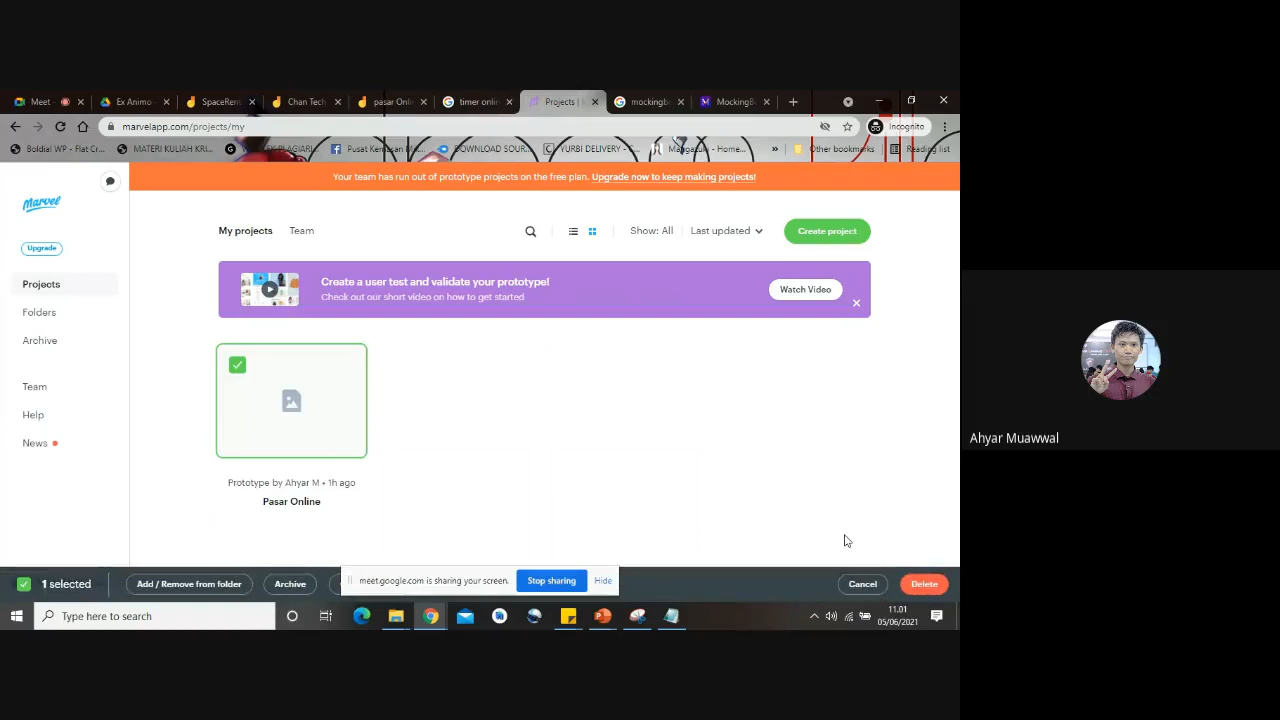 Meet -
Ex Animo -
SpaceRen
Chan Tech
pasar Onli
timer onlin
Projects |
mockingb
MockingB
marvelapp.com/projects/my
Incognito
Boldial WP - Flat Cr...
MATERI KULIAH KRI...
Pusat Kemasan M...
DOWNLOAD SOUR...
YURBI DELIVERY - C...
Home...
»
Other bookmarks
Reading list
Your team has run out of prototype projects on the free plan. Upgrade now to keep making projects!
Marvel
Upgrade
Projects
Folders
Archive
Team
Help
News
My projects
Team
Show: All
Last updated
Create project
Create a user test and validate your prototype!
Check out our short video on how to get started
Watch Video
Prototype by Ahyar M • 1h ago
Pasar Online
1 selected
Add / Remove from folder
Archive
meet.google.com is sharing your screen.
Stop sharing
Hide
Cancel
Delete
Type here to search
11.01
05/06/2021
Ahyar Muawwal